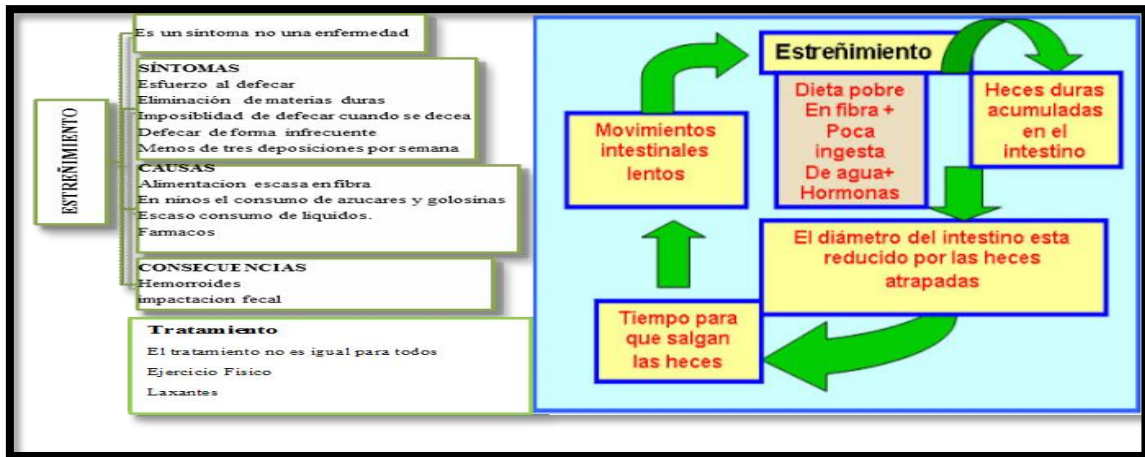 ESTREÑIMIENTO
Es un sintoma no una enfermedad
SÍNTOMAS
Esfuerzo al defecar
Eliminación de materias duras
Imposiblidad de defecar cuando se decea
Defecar de forma infrecuente
Menos de tres deposiciones por semana
CAUSAS
Alimentacion escasa en fibra
En ninos el consumo de azucares y golosinas
Escaso consumo de liquidos.
Farmacos
CONSECUENCIAS
Hemorroides
impactacion fecal
Tratamiento
El tratamiento no es igual para todos
Ejercicio Fisico
Laxantes
Estreñimiento
Dieta pobre
En fibra +
Poca
ingesta
De agua+
Hormonas
Heces duras
acumuladas
en el
intestino
El diámetro del intestino esta
reducido por las heces
atrapadas
Tiempo para
que salgan
las heces
Movimientos
intestinales
lentos